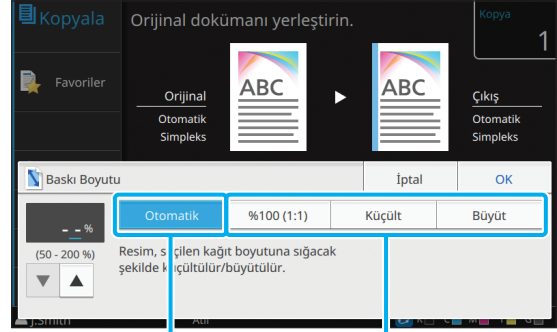 Kopyala
Orijinal dokümanı yerleştirin.
Kopya
1
Favoriler
ABC
ABC
Orijinal
Otomatik
Simpleks
Çıkış
Otomatik
Simpleks
Baskı Boyutu
İptal
OK
Otomatik
%100 (1:1)
Küçült
Büyüt
- - %
(50 - 200 %)
Resim, seçilen kağıt boyutuna sığacak
şekilde küçültülür/büyütülür.
J.Smith